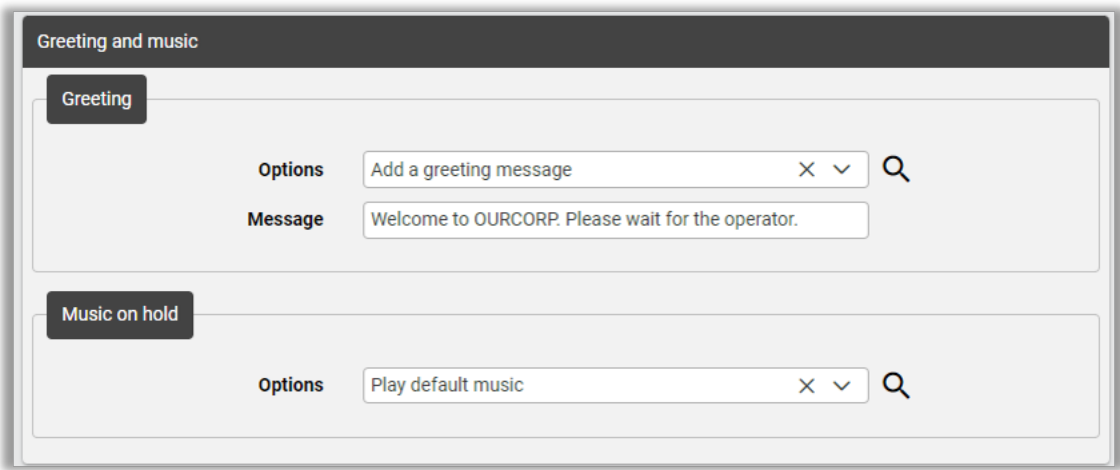 Greeting and music
Greeting
Options Add a greeting message
Message Welcome to OURCORP. Please wait for the operator.
Music on hold
Options Play default music